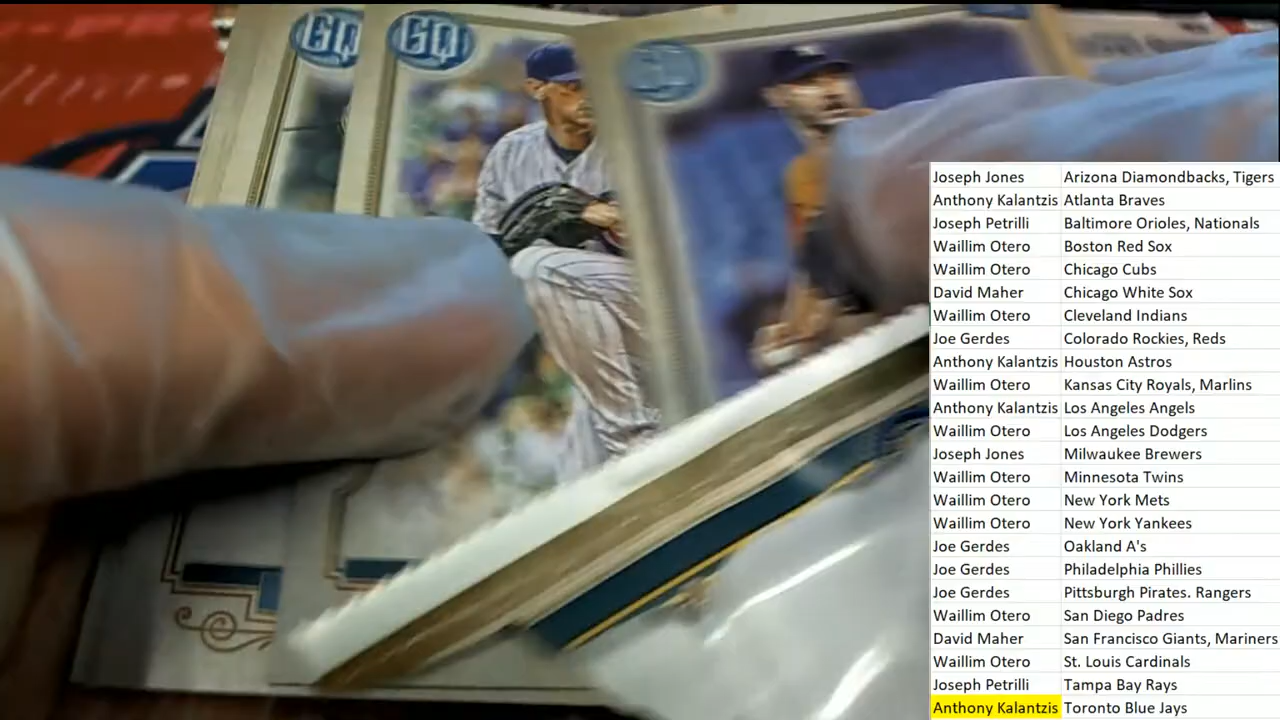 GQ GQ GQ
Joseph Jones Arizona Diamondbacks, Tigers
Anthony Kalantzis Atlanta Braves
Joseph Petrilli Baltimore Orioles, Nationals
Waillim Otero Boston Red Sox
Waillim Otero Chicago Cubs
David Maher Chicago White Sox
Waillim Otero Cleveland Indians
Joe Gerdes Colorado Rockies, Reds
Anthony Kalantzis Houston Astros
Waillim Otero Kansas City Royals, Marlins
Anthony Kalantzis Los Angeles Angels
Waillim Otero Los Angeles Dodgers
Joseph Jones Milwaukee Brewers
Waillim Otero Minnesota Twins
Waillim Otero New York Mets
Waillim Otero New York Yankees
Joe Gerdes Oakland A's
Joe Gerdes Philadelphia Phillies
Joe Gerdes Pittsburgh Pirates. Rangers
Waillim Otero San Diego Padres
David Maher San Francisco Giants, Mariners
Waillim Otero St. Louis Cardinals
Joseph Petrilli Tampa Bay Rays
Anthony Kalantzis Toronto Blue Jays